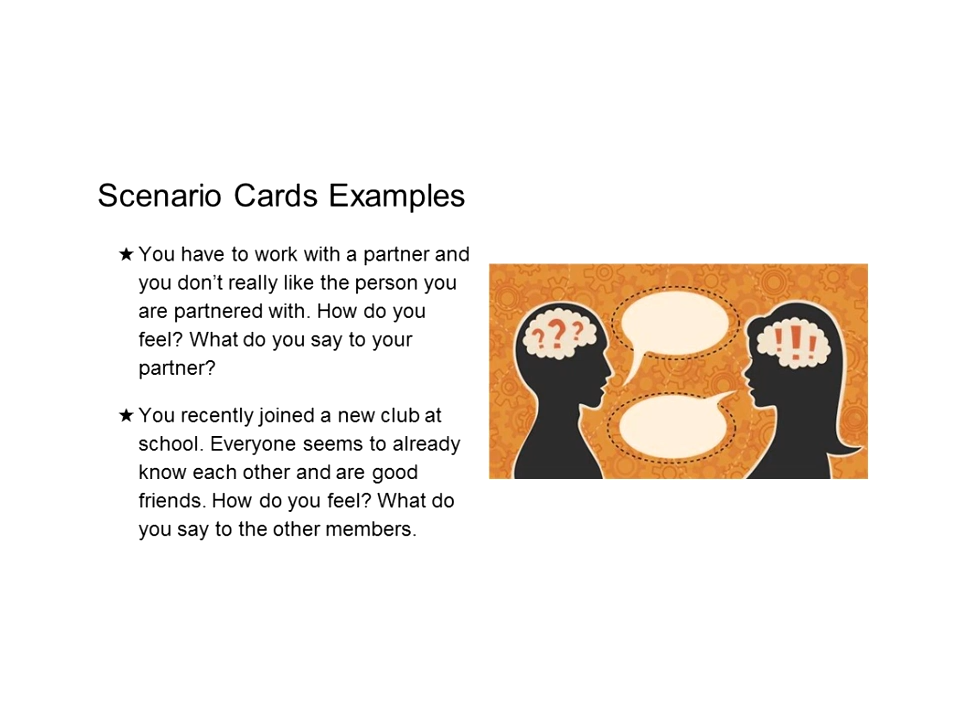 Scenario Cards Examples
★ You have to work with a partner and
you don’t really like the person you
are partnered with. How do you
feel? What do you say to your
partner?
★ You recently joined a new club at
school. Everyone seems to already
know each other and are good
friends. How do you feel? What do
you say to the other members.
???
!!!